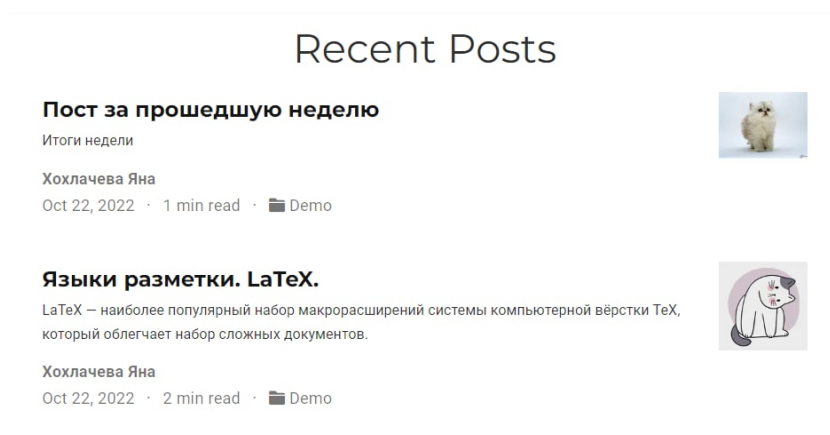 Recent Posts
Пост за прошедшую неделю
Итоги недели
Хохлачева Яна
Oct 22, 2022 · 1 min read · Demo
Языки разметки. LaTeX.
LaTeX — наиболее популярный набор макрорасширений системы компьютерной вёрстки TeX,
который облегчает набор сложных документов.
Хохлачева Яна
Oct 22, 2022 · 2 min read · Demo